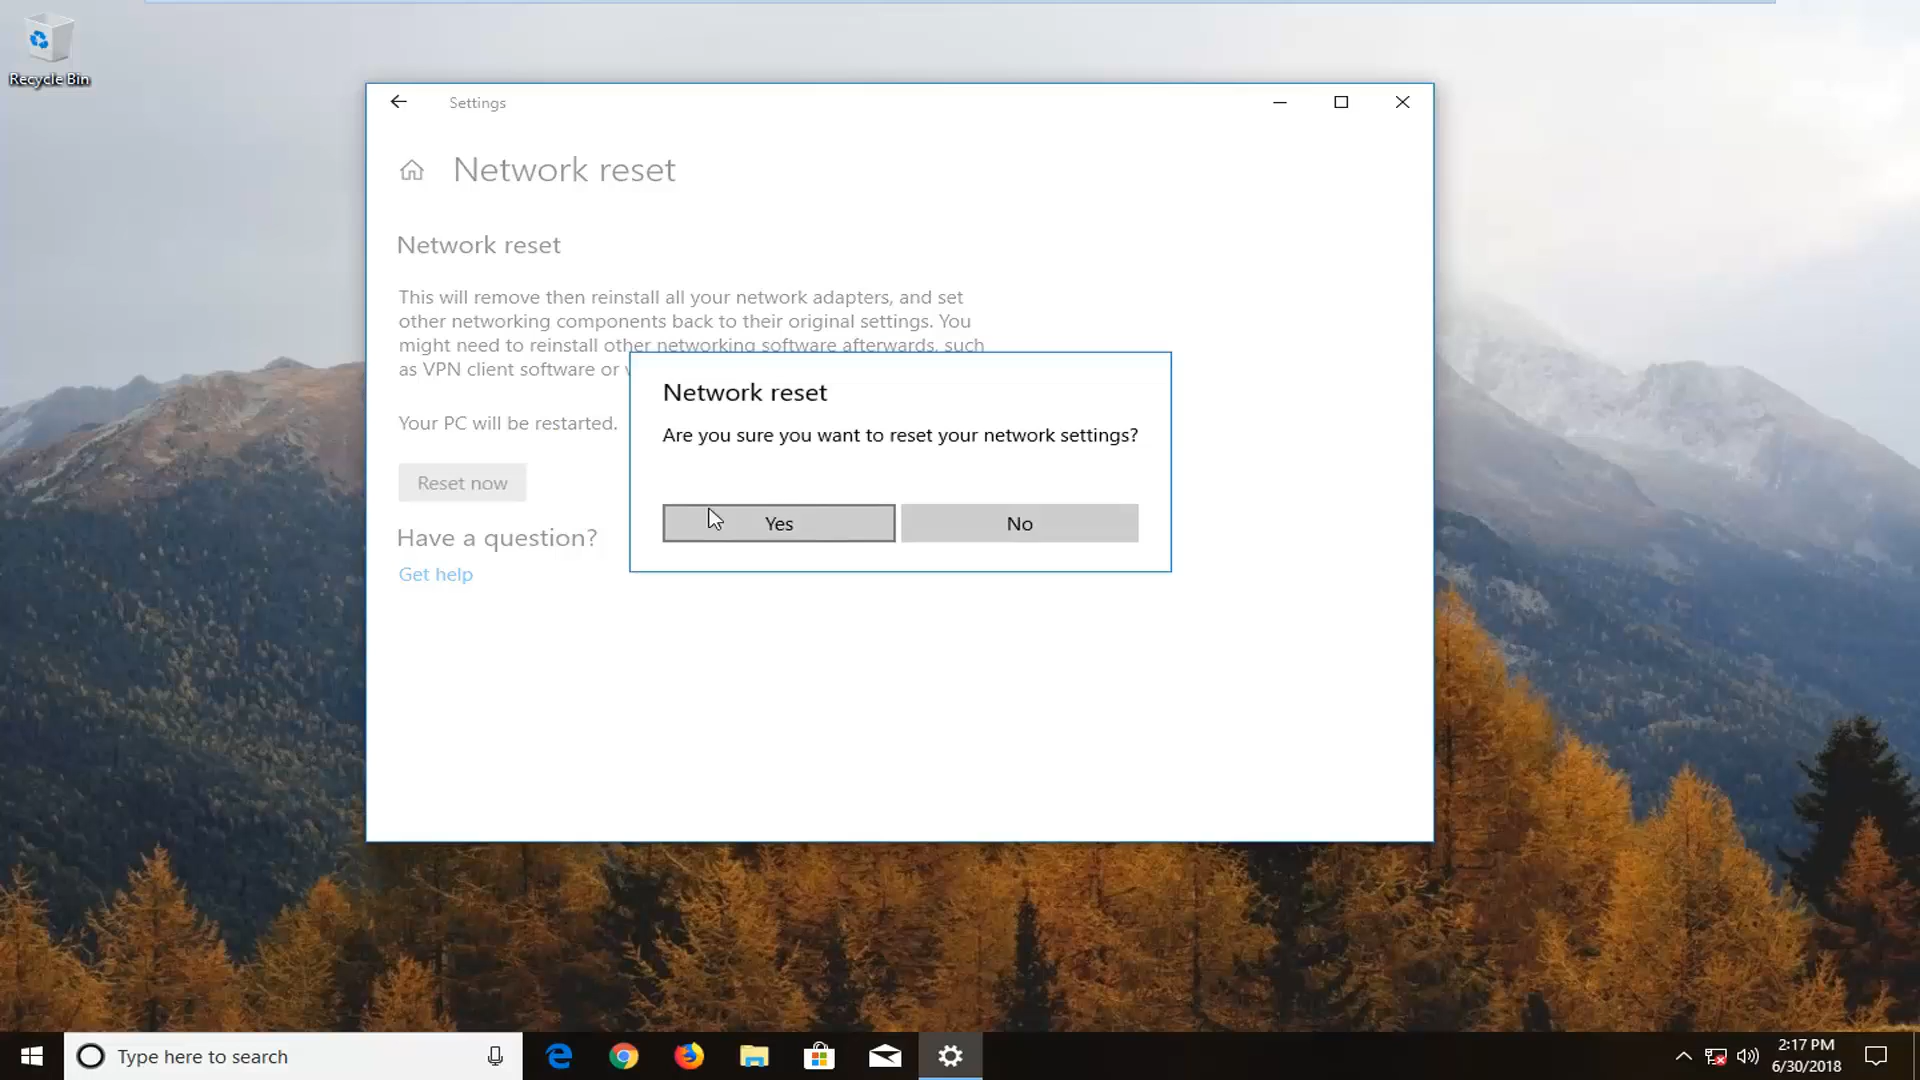 Recycle Bin
Settings
Network reset
Network reset
This will remove then reinstall all your network adapters, and set
other networking components back to their original settings. You
might need to reinstall other networking software afterwards, such
as VPN client software or
Your PC will be restarted.
Reset now
Have a question?
Get help
Network reset
Are you sure you want to reset your network settings?
Yes
No
Type here to search
2:17 PM
6/30/2018